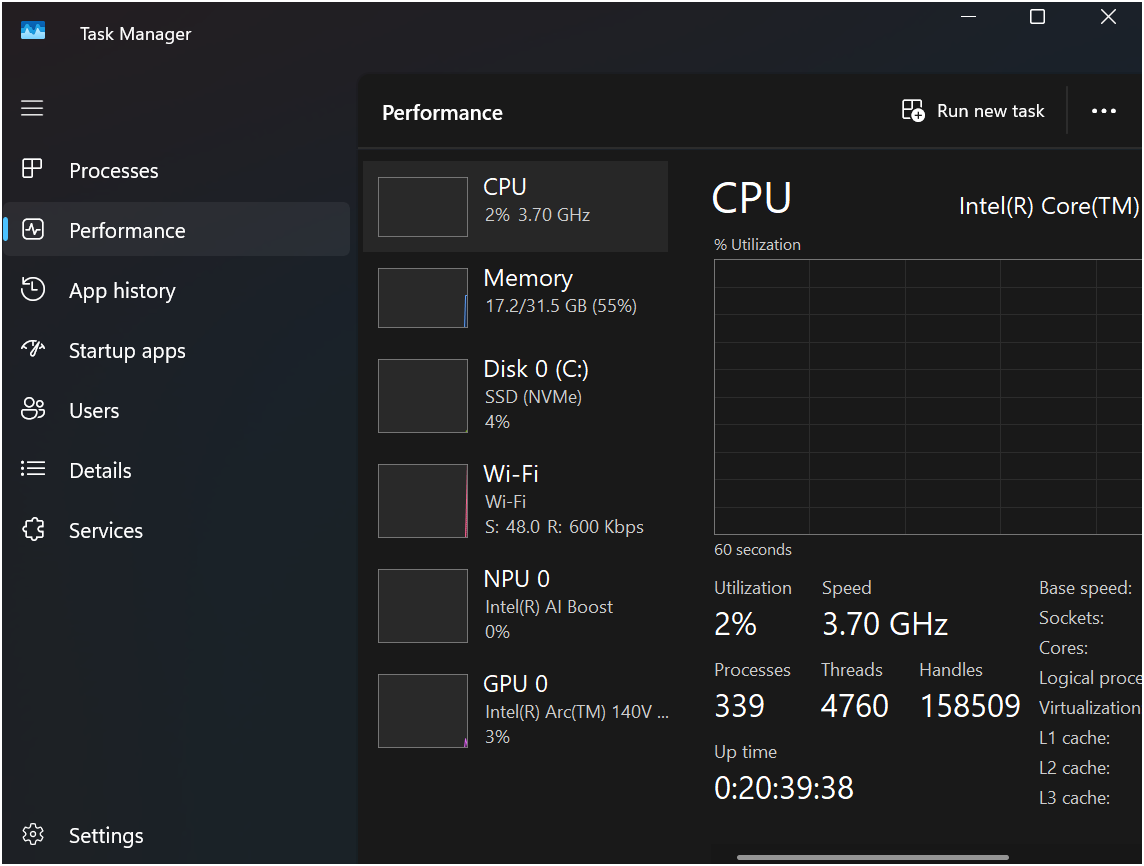 Task Manager
Performance
Run new task
Processes
Performance
App history
Startup apps
Users
Details
Services
Settings
CPU
2% 3.70 GHz
Memory
17.2/31.5 GB (55%)
Disk 0 (C:)
SSD (NVMe)
4%
Wi-Fi
Wi-Fi
S: 48.0 R: 600 Kbps
NPU 0
Intel(R) AI Boost
0%
GPU 0
Intel(R) Arc(TM) 140V ...
3%
CPU
Intel(R) Core(TM)
% Utilization
60 seconds
Utilization
2%
Speed
3.70 GHz
Processes
339
Threads
4760
Handles
158509
Up time
0:20:39:38
Base speed:
Sockets:
Cores:
Logical proce
Virtualization
L1 cache:
L2 cache:
L3 cache: